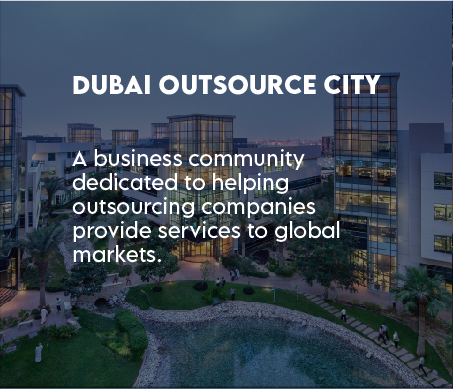 DUBAI OUTSOURCE CITY
A business community
dedicated to helping
outsourcing companies
provide services to global
markets.